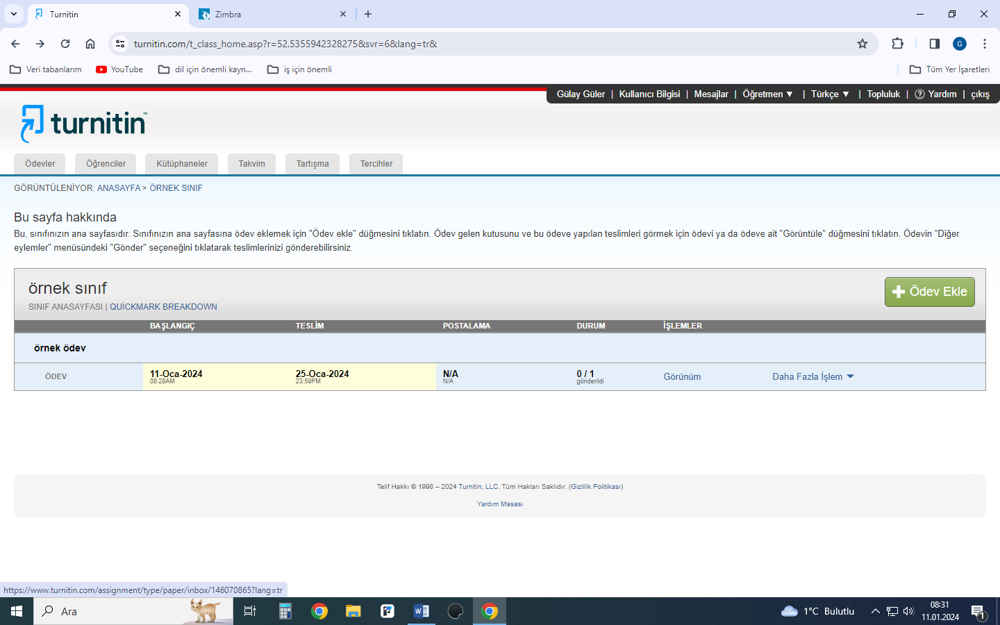 Turnitin
Zimbra
turnitin.com/t_class_home.asp?r=52.5355942328275&svr=6&lang=tr&
G
Veri tabanlarım
YouTube
dil için önemli kayn...
iş için önemli
Tüm Yer İşaretleri
Gülay Güler | Kullanıcı Bilgisi | Mesajlar | Öğretmen ▼ | Türkçe ▼ | Topluluk | ? Yardım | çıkış
turnitin™
Ödevler
Öğrenciler
Kütüphaneler
Takvim
Tartışma
Tercihler
GÖRÜNTÜLENİYOR: ANASAYFA > ÖRNEK SINIF
Bu sayfa hakkında
Bu, sınıfınızın ana sayfasıdır. Sınıfınızın ana sayfasına ödev eklemek için "Ödev ekle" düğmesini tıklatın. Ödev gelen kutusunu ve bu ödeve yapılan teslimleri görmek için ödevi ya da ödeve ait "Görüntüle" düğmesini tıklatın. Ödevin "Diğer
eylemler" menüsündeki "Gönder" seçeneğini tıklatarak teslimlerinizi gönderebilirsiniz.
örnek sınıf
Ödev Ekle
SINIF ANASAYFASI | QUİCKMARK BREAKDOWN
BAŞLANGIÇ TESLİM POSTALAMA DURUM İŞLEMLER
örnek ödev
ÖDEV 11-Oca-2024 25-Oca-2024 N/A 0 / 1 Görünüm Daha Fazla İşlem
08:28AM 23:59PM N/A gönderildi
Telif Hakkı © 1998 – 2024 Turnitin, LLC. Tüm Hakları Saklıdır. (Gizlilik Politikası)
Yardım Masası
https://www.turnitin.com/assignment/type/paper/inbox/146070865?lang=tr
Ara
1°C Bulutlu
08:31
11.01.2024
1